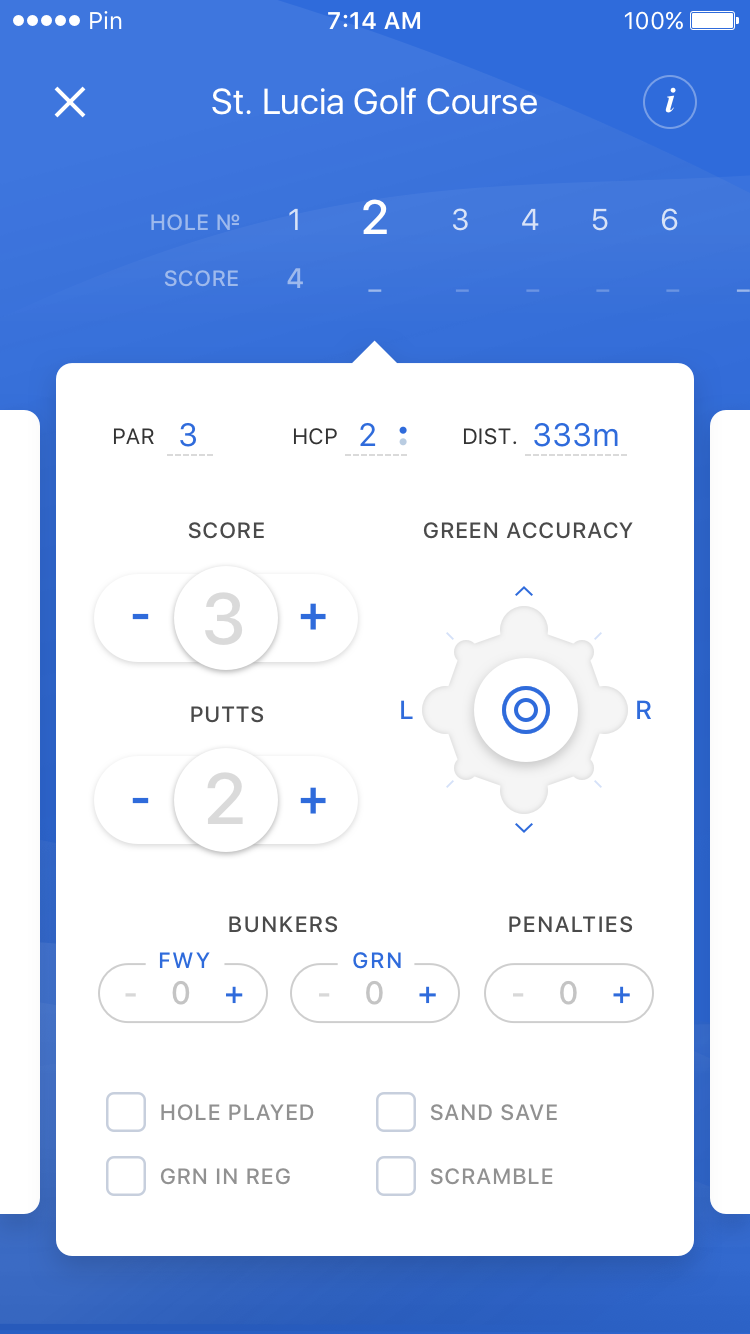 Pin 7:14 AM 100%
St. Lucia Golf Course i
HOLE № 1 2 3 4 5 6
SCORE 4 – – – – – –
PAR 3 HCP 2 : DIST. 333m
SCORE GREEN ACCURACY
- 3 +
L R
PUTTS
- 2 +
BUNKERS PENALTIES
FWY GRN
- 0 + - 0 + - 0 +
HOLE PLAYED SAND SAVE
GRN IN REG SCRAMBLE